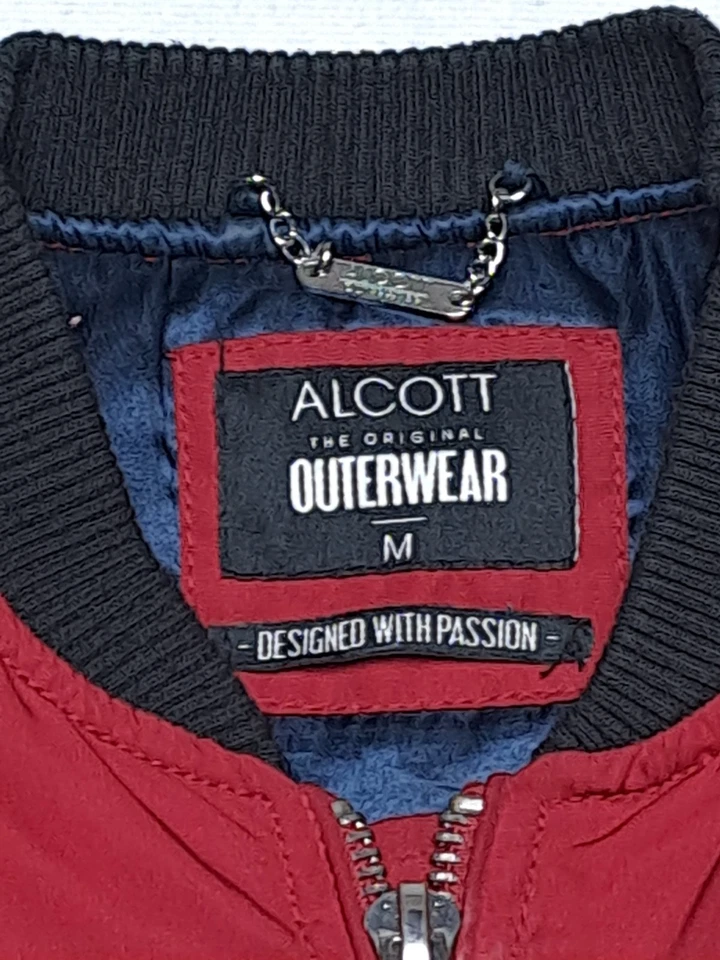 ALCOTT
THE ORIGINAL
OUTERWEAR
M
- DESIGNED WITH PASSION -